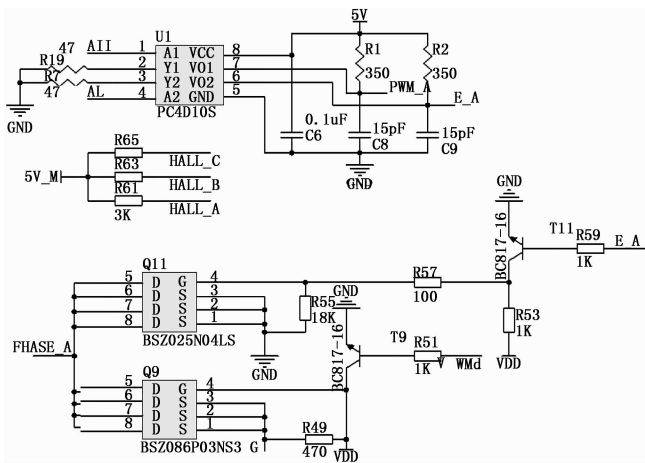 5V
47 AII 1 U1 8
R19 A1 VCC
2 Y1 VO1 7
R7 3 Y2 VO2 6
47 AL 4 A2 GND 5
PC4D10S
GND
R1 R2
350 350
PWM_A
E_A
0.1uF 15pF 15pF
C6 C8 C9
GND
R65 HALL_C
5V_M R63 HALL_B
R61 HALL_A
3K
GND
BC817-16
T11 R59 E_A
1K
Q11
5 D G 4
6 D S 3
7 D S 2
8 D S 1
BSZ025N04LS
R57
100
R55
18K
GND
GND
R53
1K
VDD
BC817-16
T9 R51 WMd
1K V
FHASE_A
Q9
5 D G 4
6 D S 3
7 D S 2
8 D S 1
BSZ086P03NS3 G
R49
470
VDD